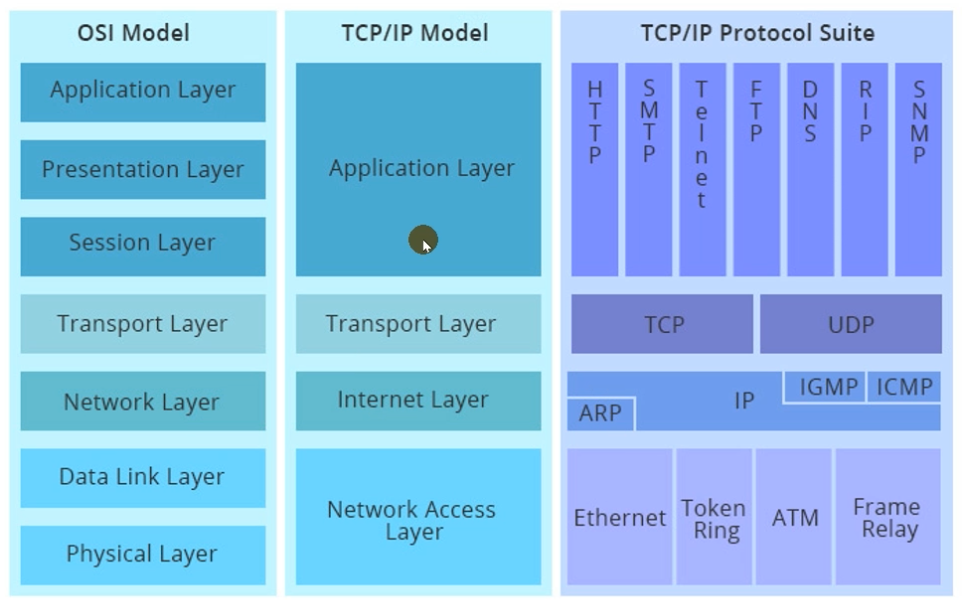 OSI Model
Application Layer
Presentation Layer
Session Layer
Transport Layer
Network Layer
Data Link Layer
Physical Layer
TCP/IP Model
Application Layer
Transport Layer
Internet Layer
Network Access
Layer
TCP/IP Protocol Suite
HTTP
SMTP
Telnet
FTP
DNS
RIP
SNMP
TCP
UDP
IP
IGMP
ICMP
ARP
Ethernet
Token
Ring
ATM
Frame
Relay